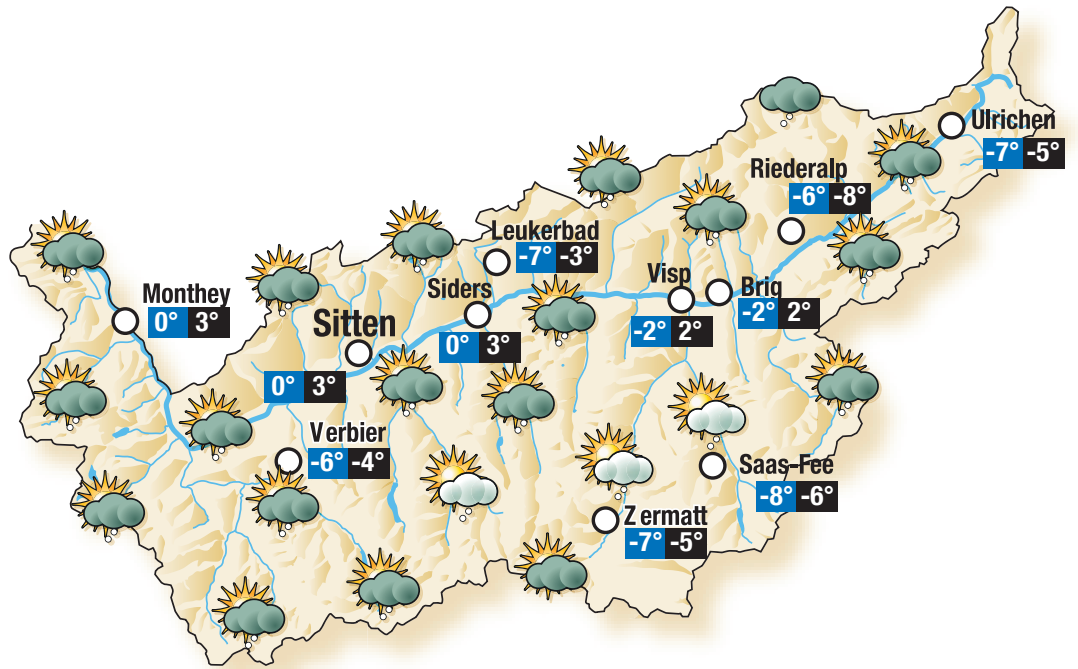 Ulrichen
-7° -5°
Riederalp
-6° -8°
Leukerbad
-7° -3°
Visp
-2° 2°
Brig
-2° 2°
Monthey
0° 3°
Siders
0° 3°
Sitten
0° 3°
Verbier
-6° -4°
Saas-Fee
-8° -6°
Zermatt
-7° -5°